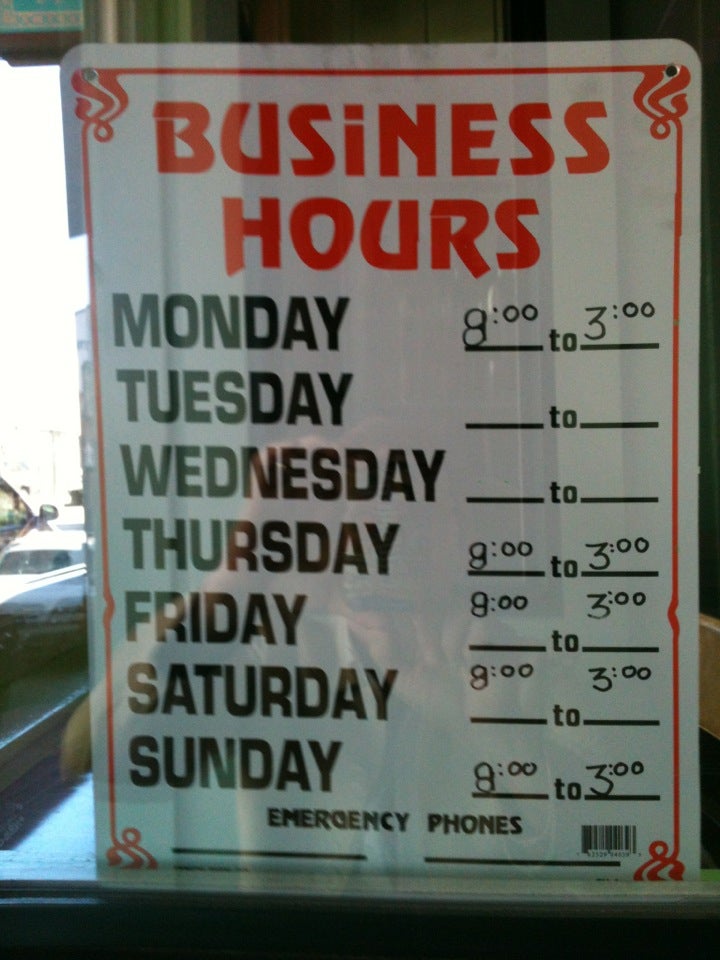 BUSiNESS
HOURS
MONDAY 8:00 to 3:00
TUESDAY to
WEDNESDAY to
THURSDAY 8:00 to 3:00
FRIDAY 8:00 to 3:00
SATURDAY 8:00 to 3:00
SUNDAY 8:00 to 3:00
EMERGENCY PHONES